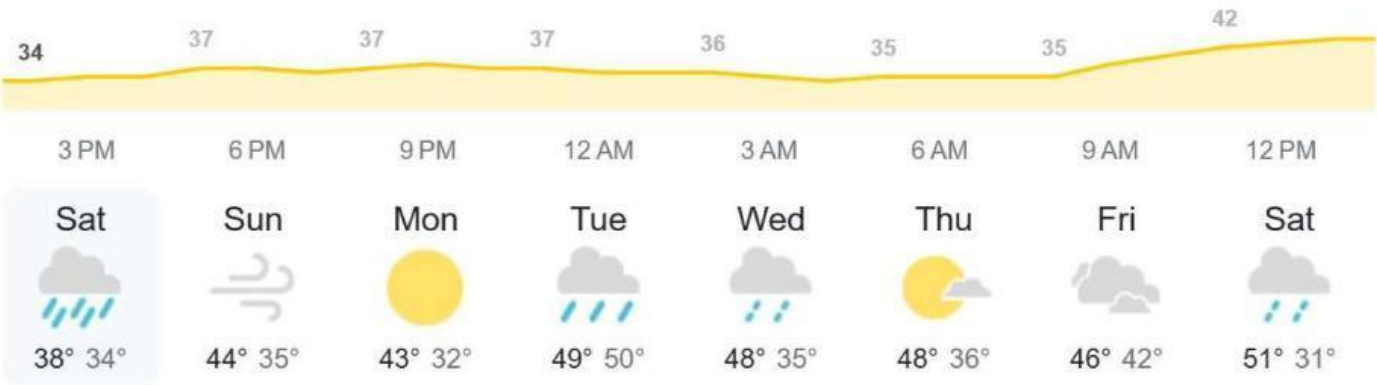 34 37 37 37 36 35 35 42
3 PM 6 PM 9 PM 12 AM 3 AM 6 AM 9 AM 12 PM
Sat Sun Mon Tue Wed Thu Fri Sat
38° 34° 44° 35° 43° 32° 49° 50° 48° 35° 48° 36° 46° 42° 51° 31°